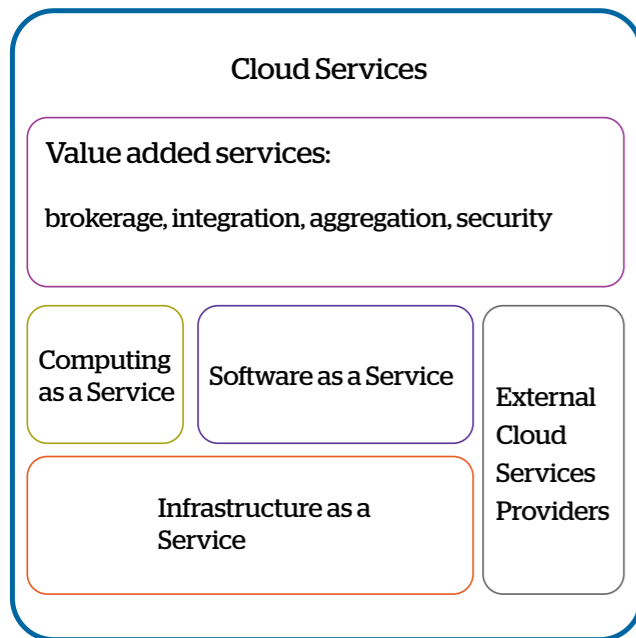 Cloud Services
Value added services:
brokerage, integration, aggregation, security
Computing
as a Service
Software as a Service
External
Cloud
Services
Providers
Infrastructure as a
Service